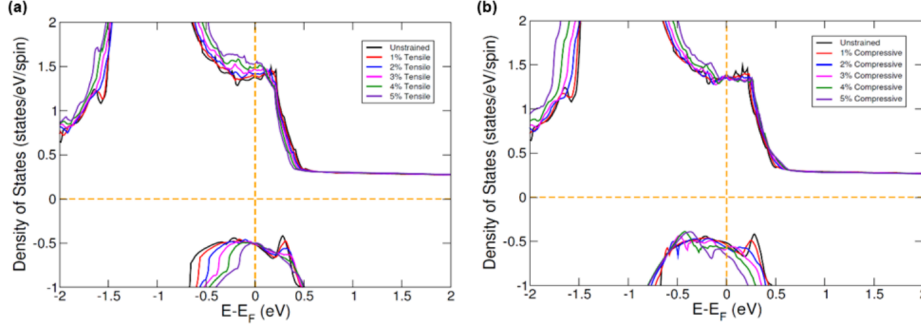 (a)
Density of States (states/eV/spin)
2
1.5
1
0.5
0
-0.5
-1
Unstrained
1% Tensile
2% Tensile
3% Tensile
4% Tensile
5% Tensile
-2
-1.5
-1
-0.5
0
0.5
1
1.5
2
E-EF (eV)
(b)
Density of States (states/eV/spin)
2
1.5
1
0.5
0
-0.5
-1
Unstrained
1% Compressive
2% Compressive
3% Compressive
4% Compressive
5% Compressive
-2
-1.5
-1
-0.5
0
0.5
1
1.5
2
E-EF (eV)